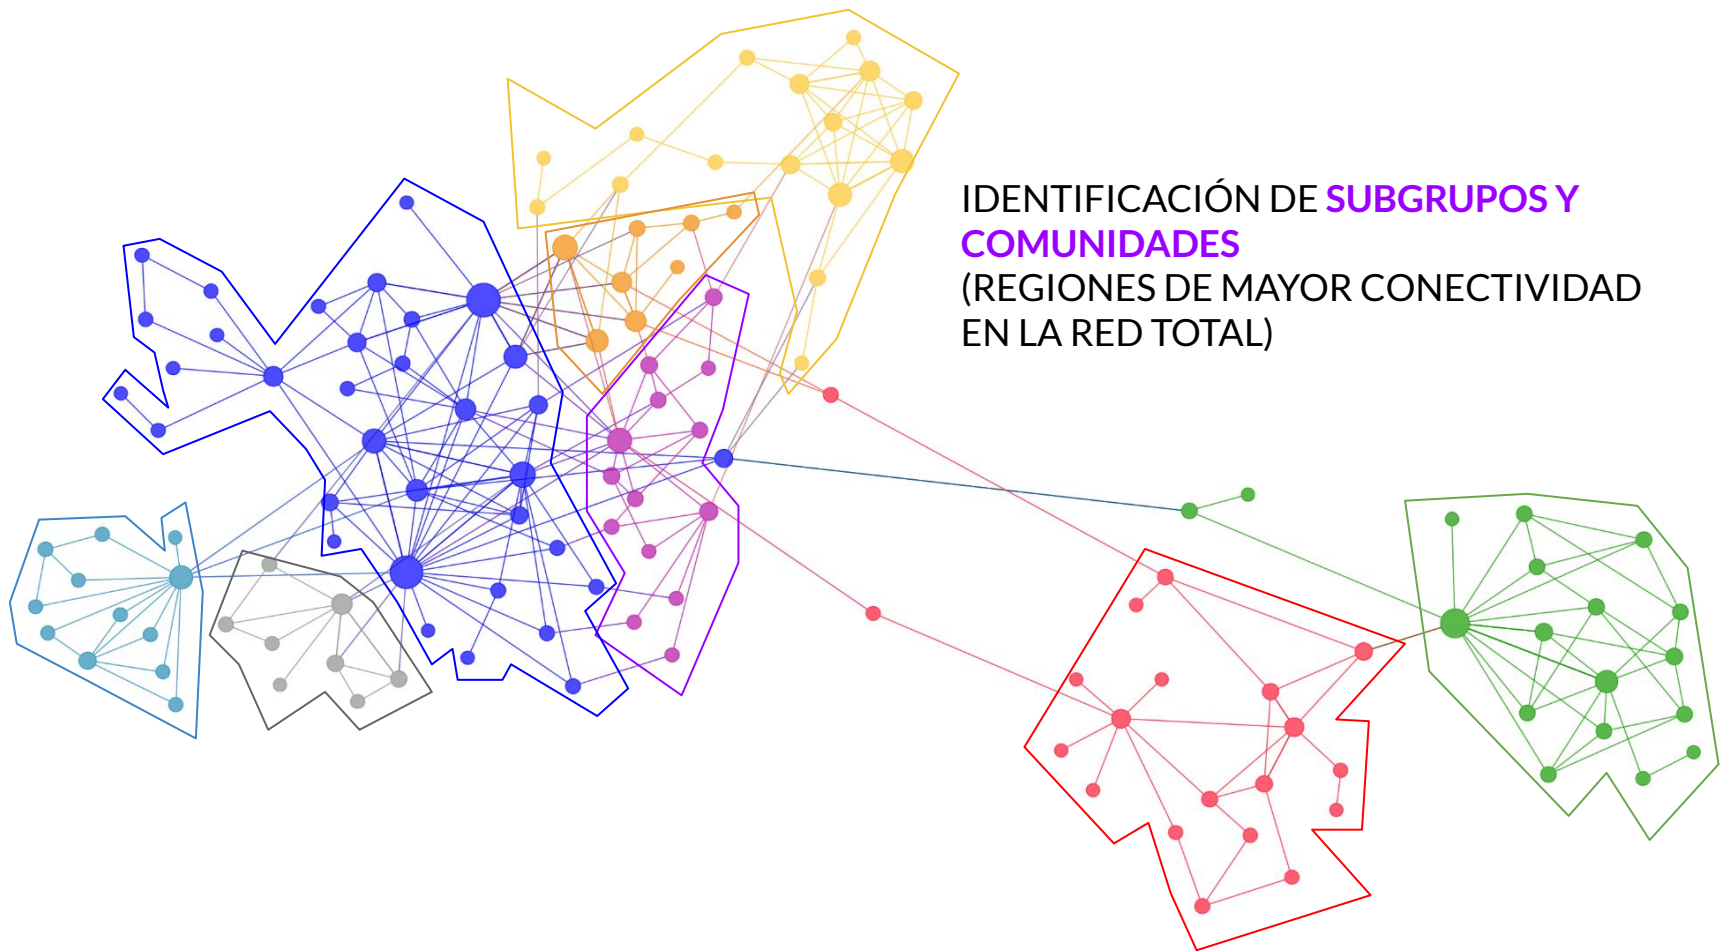 IDENTIFICACIÓN DE SUBGRUPOS Y
COMUNIDADES
(REGIONES DE MAYOR CONECTIVIDAD
EN LA RED TOTAL)